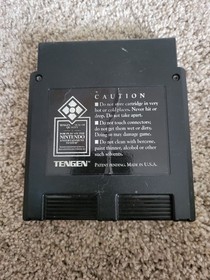 CAUTION
■ Do not store cartridge in very
hot or cold places. Never hit or
drop. Do not take apart.
■ Do not touch connectors;
do not get them wet or dirty.
Doing so may damage game.
■ Do not clean with benzene,
paint thinner, alcohol or other
such solvents.
NINTENDO
TENGEN
PATENT PENDING. MADE IN U.S.A.